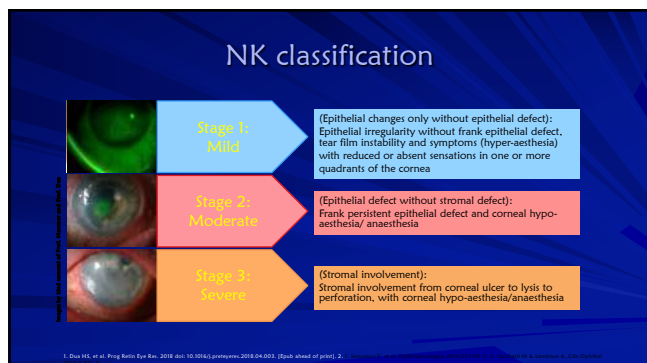 NK classification
Stage 1:
Mild
(Epithelial changes only without epithelial defect):
Epithelial irregularity without frank epithelial defect,
tear film instability and symptoms (hyper-aesthesia)
with reduced or absent sensations in one or more
quadrants of the cornea
Stage 2:
Moderate
(Epithelial defect without stromal defect):
Frank persistent epithelial defect and corneal hypo-
aesthesia/ anaesthesia
Stage 3:
Severe
(Stromal involvement):
Stromal involvement from corneal ulcer to lysis to
perforation, with corneal hypo-aesthesia/anaesthesia
1. Dua HS, et al. Prog Retin Eye Res. 2018 doi: 10.1016/j.preteyeres.2018.04.003. [Epub ahead of print]. 2.